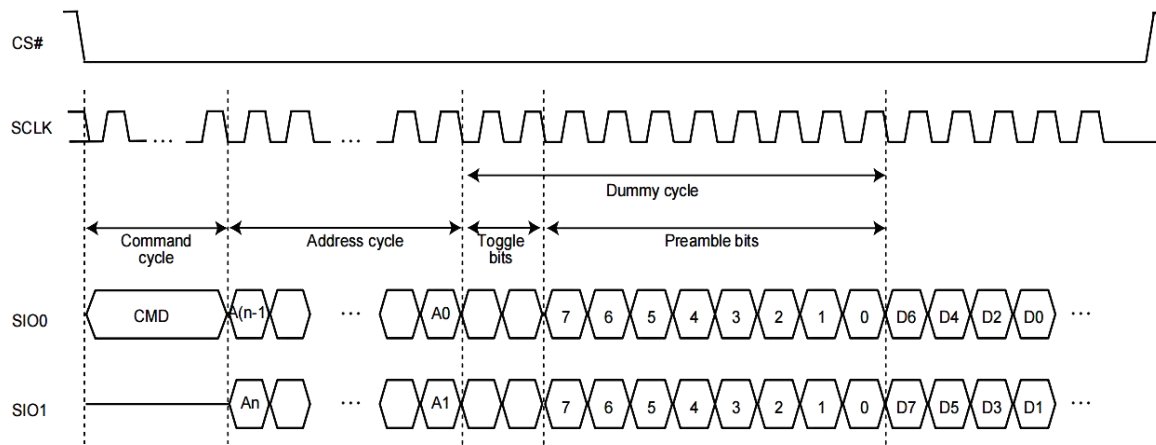 CS#
SCLK
... ...
Dummy cycle
Command cycle
Address cycle
Toggle bits
Preamble bits
SIO0 CMD A(n-1 ... A0 7 6 5 4 3 2 1 0 D6 D4 D2 D0 ...
SIO1 An ... A1 7 6 5 4 3 2 1 0 D7 D5 D3 D1 ...